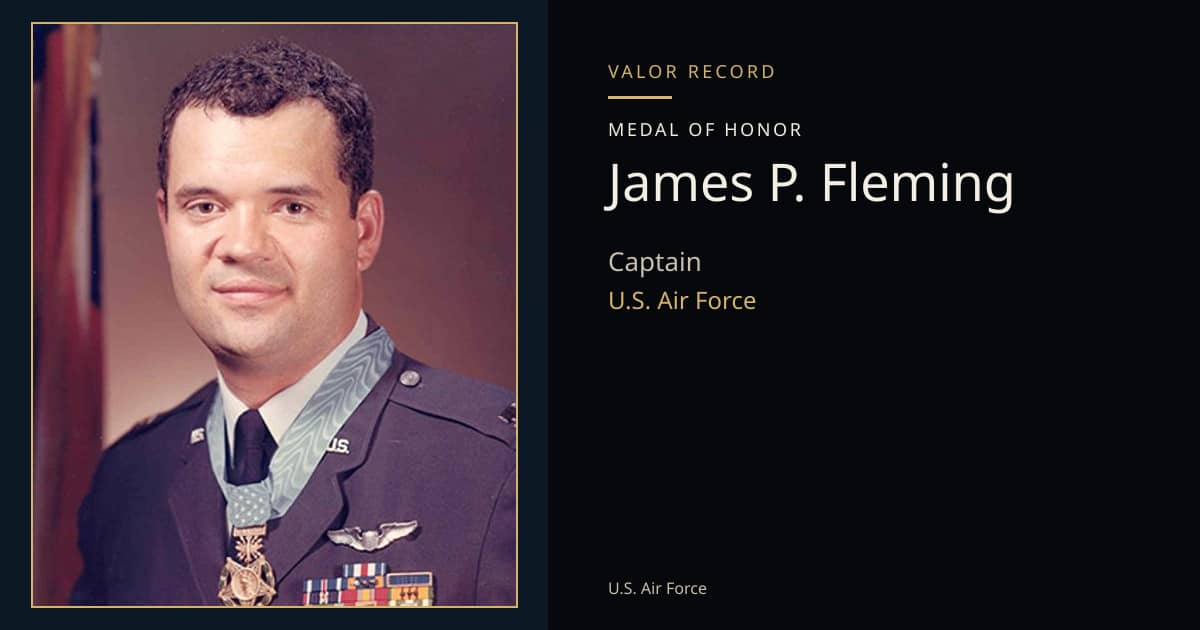 VALOR RECORD
MEDAL OF HONOR
James P. Fleming
Captain
U.S. Air Force
U.S. Air Force
U.S.